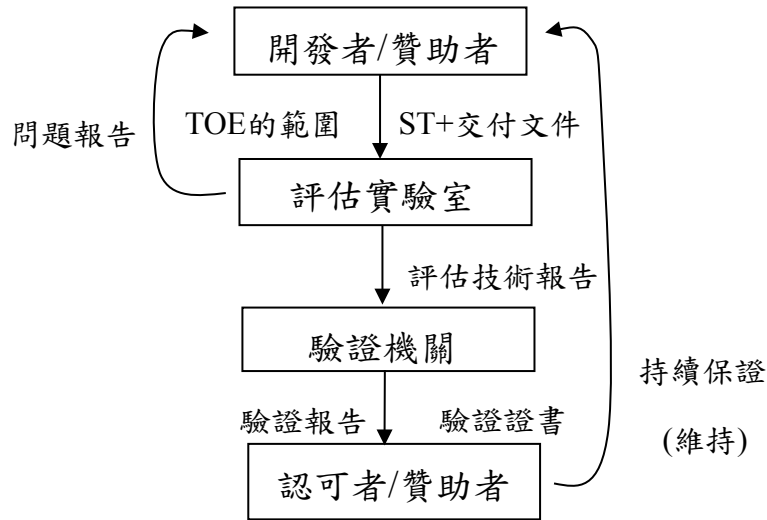 開發者/贊助者
TOE的範圍
ST+交付文件
問題報告
評估實驗室
評估技術報告
驗證機關
持續保證
(維持)
驗證報告
驗證證書
認可者/贊助者